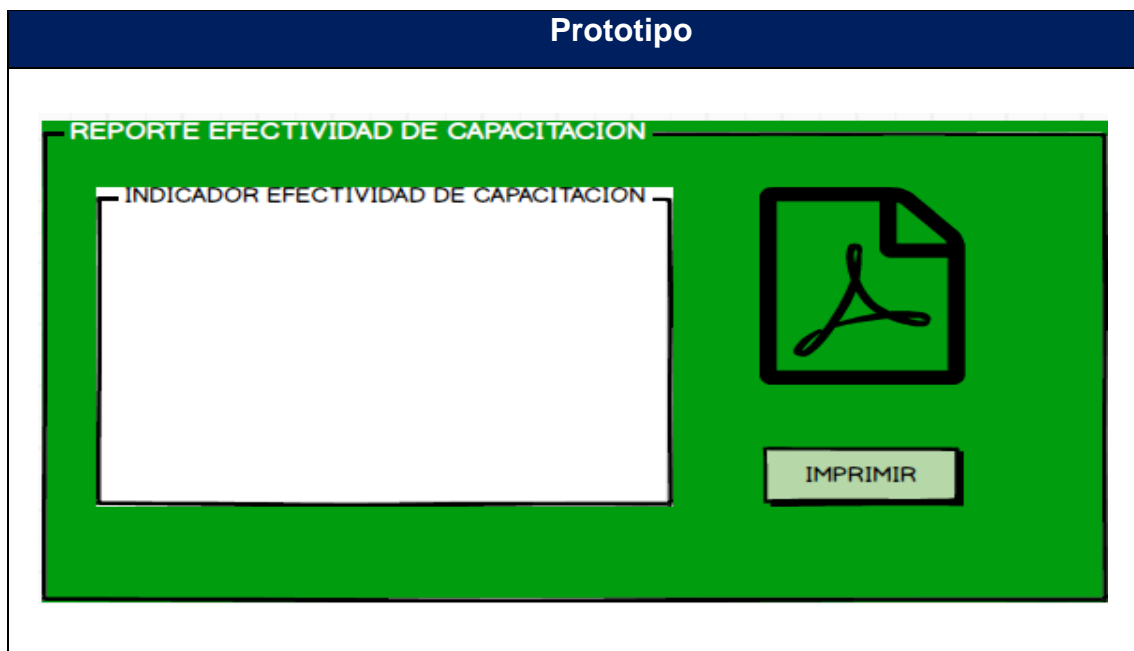 Prototipo
REPORTE EFECTIVIDAD DE CAPACITACION
INDICADOR EFECTIVIDAD DE CAPACITACION
IMPRIMIR